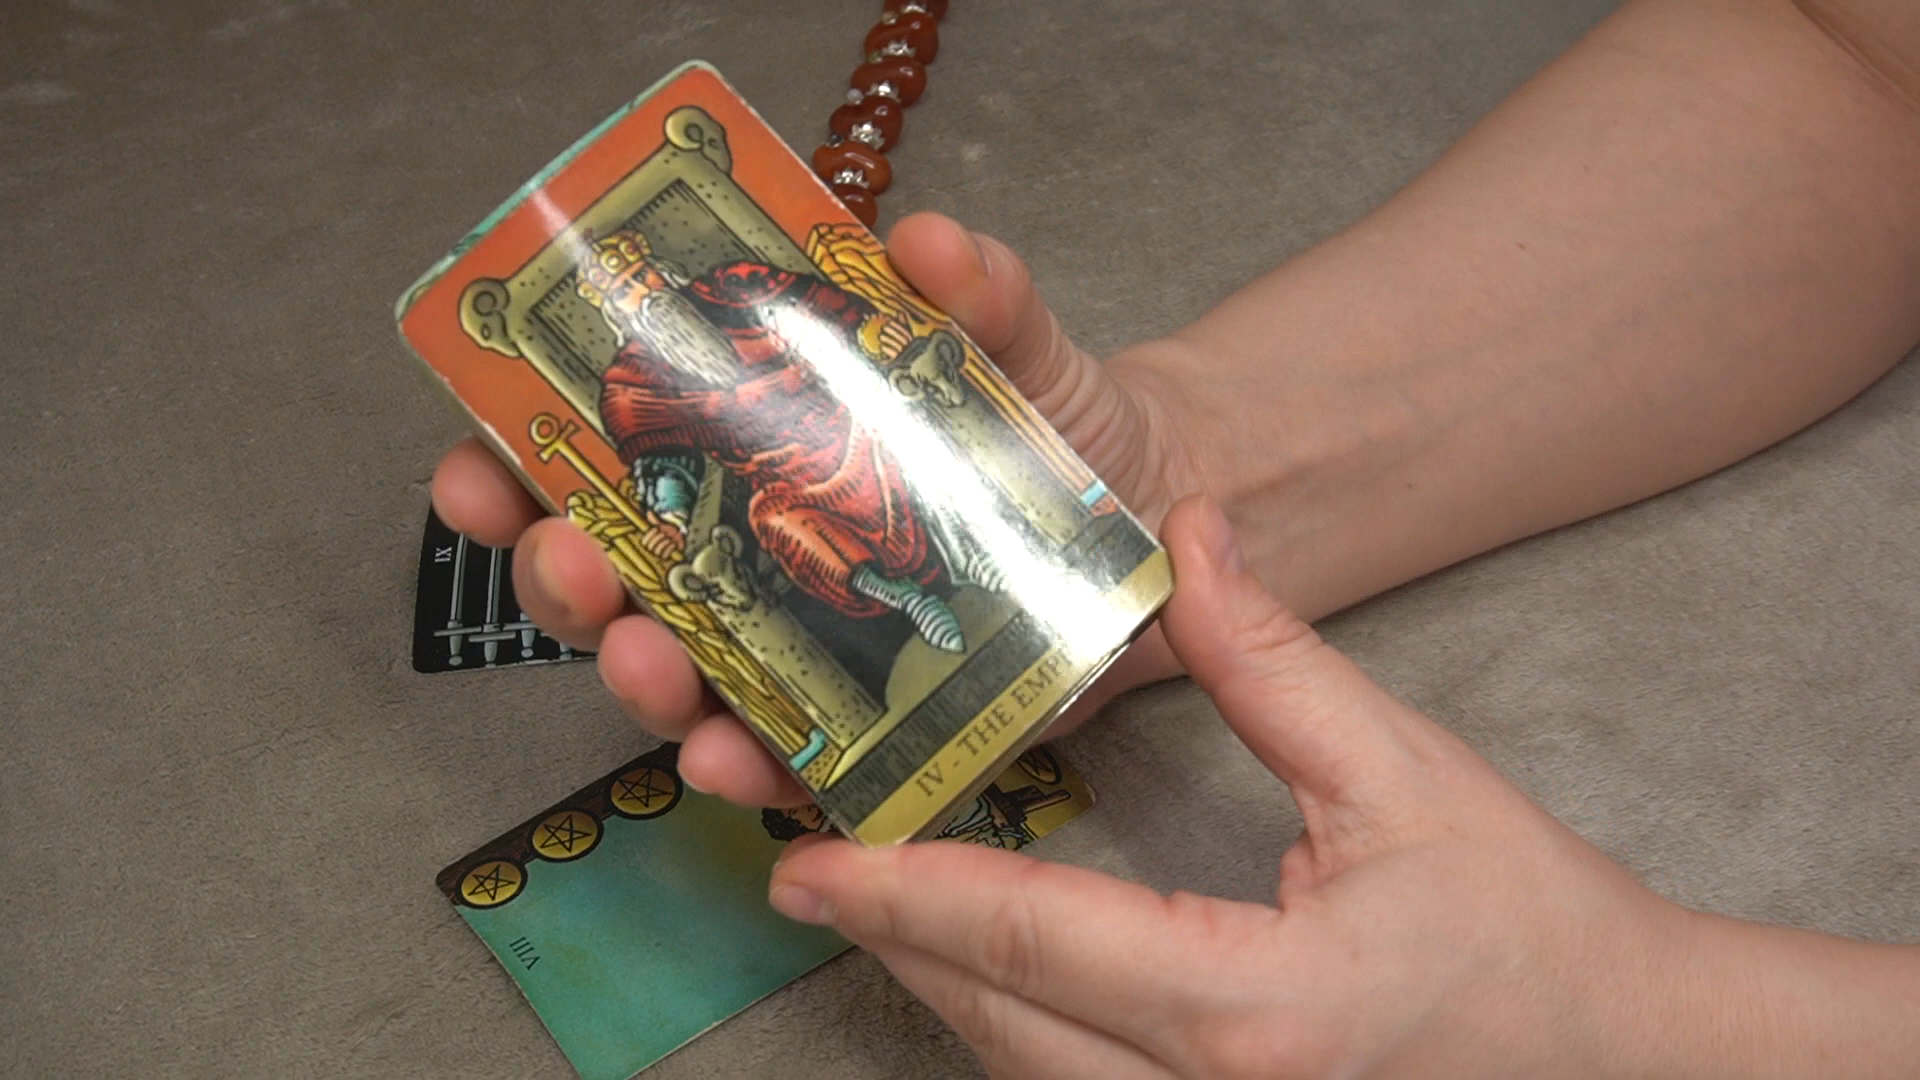 IX
IV - THE EMP
VIII